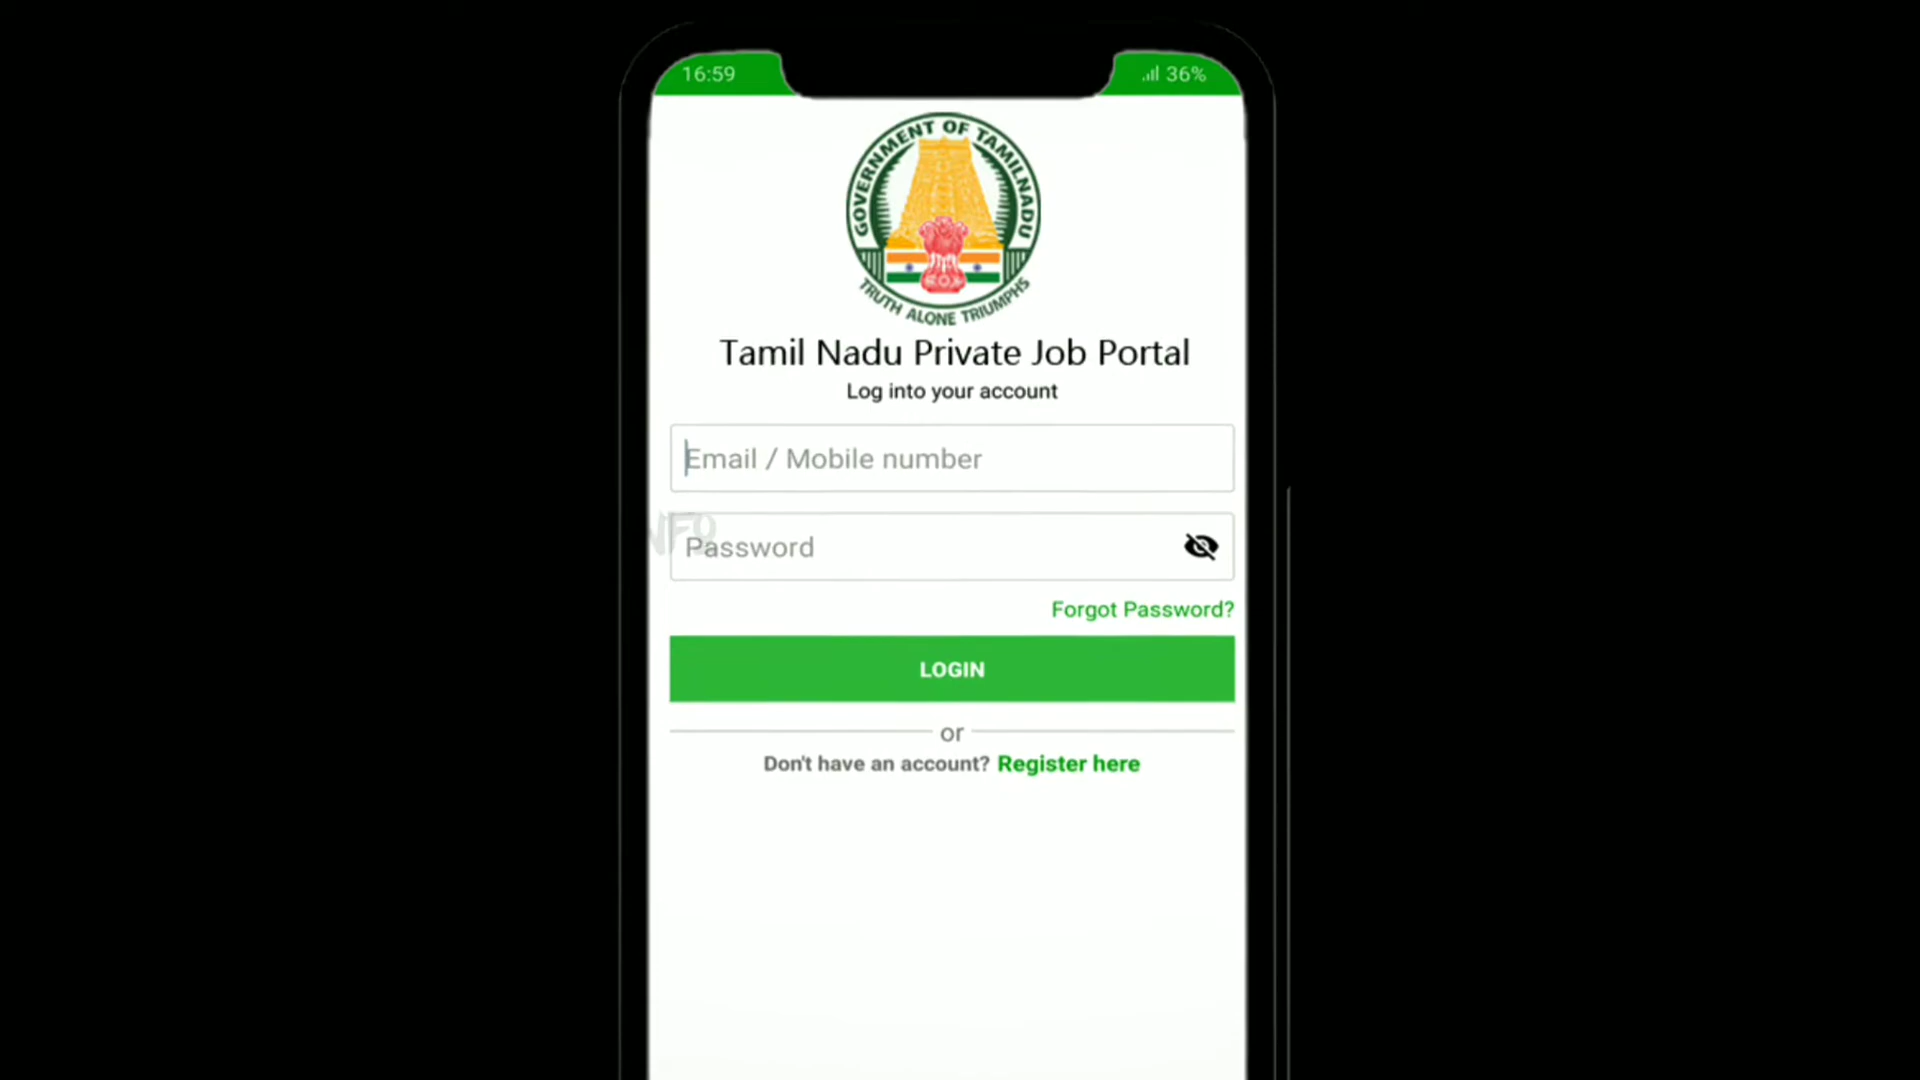 16:59
36%
GOVERNMENT OF TAMILNADU
TRUTH ALONE TRIUMPHS
Tamil Nadu Private Job Portal
Log into your account
Email / Mobile number
NFO
Password
Forgot Password?
LOGIN
or
Don't have an account? Register here